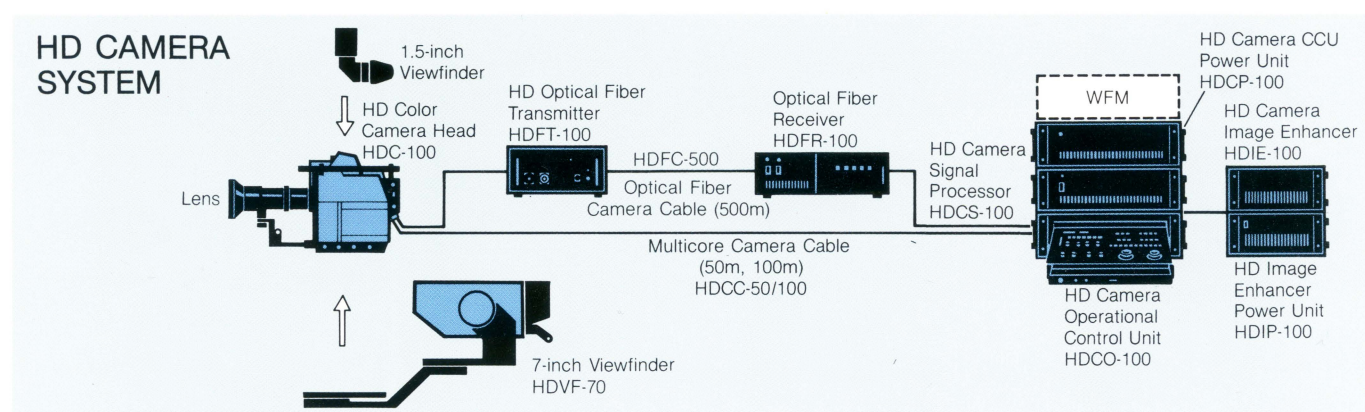 HD CAMERA
SYSTEM
1.5-inch
Viewfinder
HD Color
Camera Head
HDC-100
Lens
HD Optical Fiber
Transmitter
HDFT-100
HDFC-500
Optical Fiber
Camera Cable (500m)
Optical Fiber
Receiver
HDFR-100
Multicore Camera Cable
(50m, 100m)
HDCC-50/100
7-inch Viewfinder
HDVF-70
HD Camera
Signal
Processor
HDCS-100
WFM
HD Camera CCU
Power Unit
HDCP-100
HD Camera
Image Enhancer
HDIE-100
HD Camera
Operational
Control Unit
HDCO-100
HD Image
Enhancer
Power Unit
HDIP-100